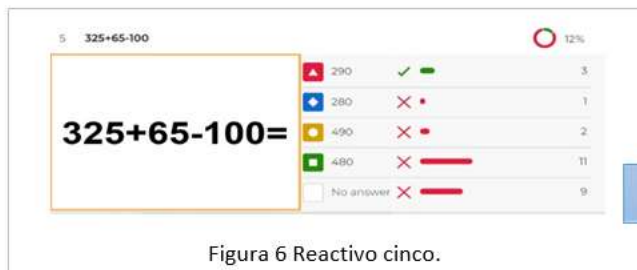 5 325+65-100 12%
325+65-100=
290 3
280 1
490 2
480 11
No answer 9
Figura 6 Reactivo cinco.